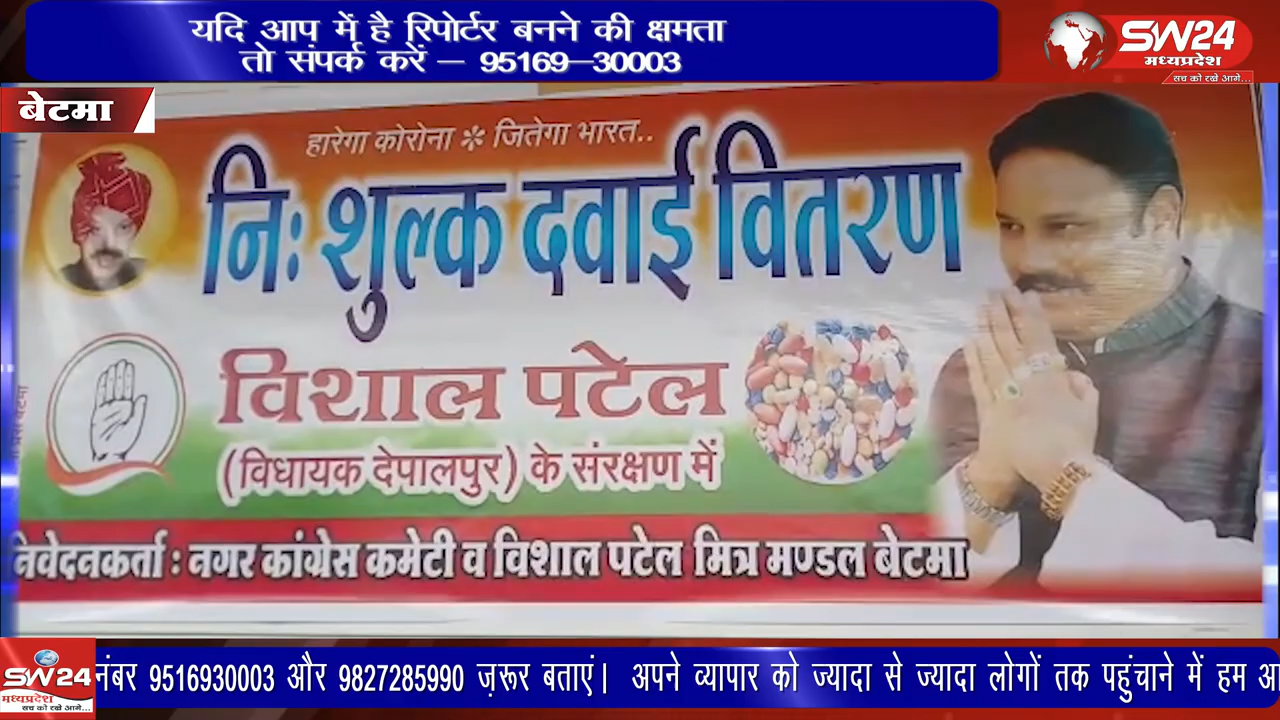 यदि आप में है रिपोर्टर बनने की क्षमता
तो संपर्क करें – 95169–30003
SW24
मध्यप्रदेश
सच को रखे आगे...
बेटमा
हारेगा कोरोना * जितेगा भारत..
निः शुल्क दवाई वितरण
विशाल पटेल
(विधायक देपालपुर) के संरक्षण में
निवेदनकर्ता : नगर कांग्रेस कमेटी व विशाल पटेल मित्र मण्डल बेटमा
SW24
मध्यप्रदेश
सच को रखे आगे...
नंबर 9516930003 और 9827285990 ज़रूर बताएं। अपने व्यापार को ज्यादा से ज्यादा लोगों तक पहुंचाने में हम आ